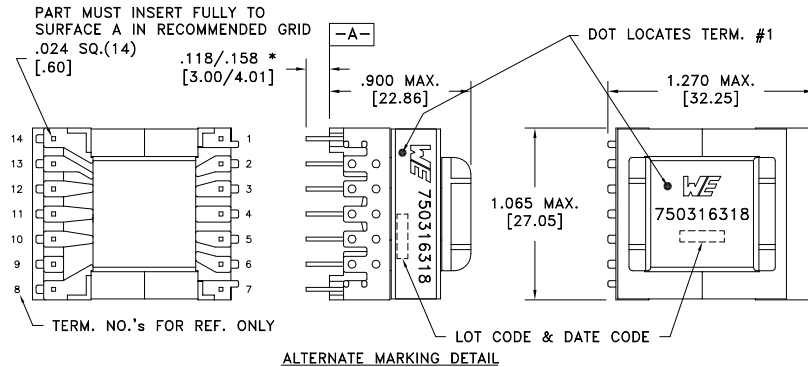 PART MUST INSERT FULLY TO
SURFACE A IN RECOMMENDED GRID
.024 SQ.(14)
[.60]
.118/.158 *
[3.00/4.01]
-A-
.900 MAX.
[22.86]
DOT LOCATES TERM. #1
1.270 MAX.
[32.25]
14
13
12
11
10
9
8
1
2
3
4
5
6
7
WE 750316318
1.065 MAX.
[27.05]
WE
750316318
TERM. NO.'s FOR REF. ONLY
LOT CODE & DATE CODE
ALTERNATE MARKING DETAIL